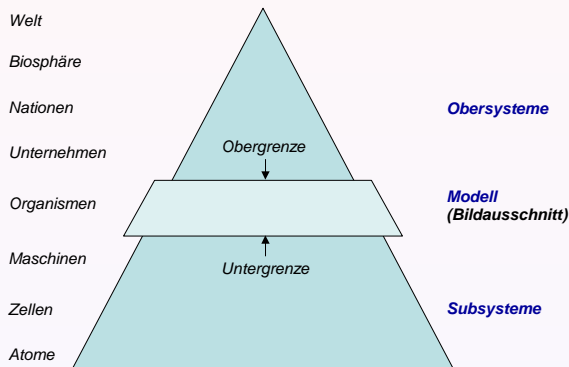 Welt
Biosphäre
Nationen
Obersysteme
Unternehmen
Obergrenze
Organismen
Modell
(Bildausschnitt)
Maschinen
Untergrenze
Zellen
Subsysteme
Atome